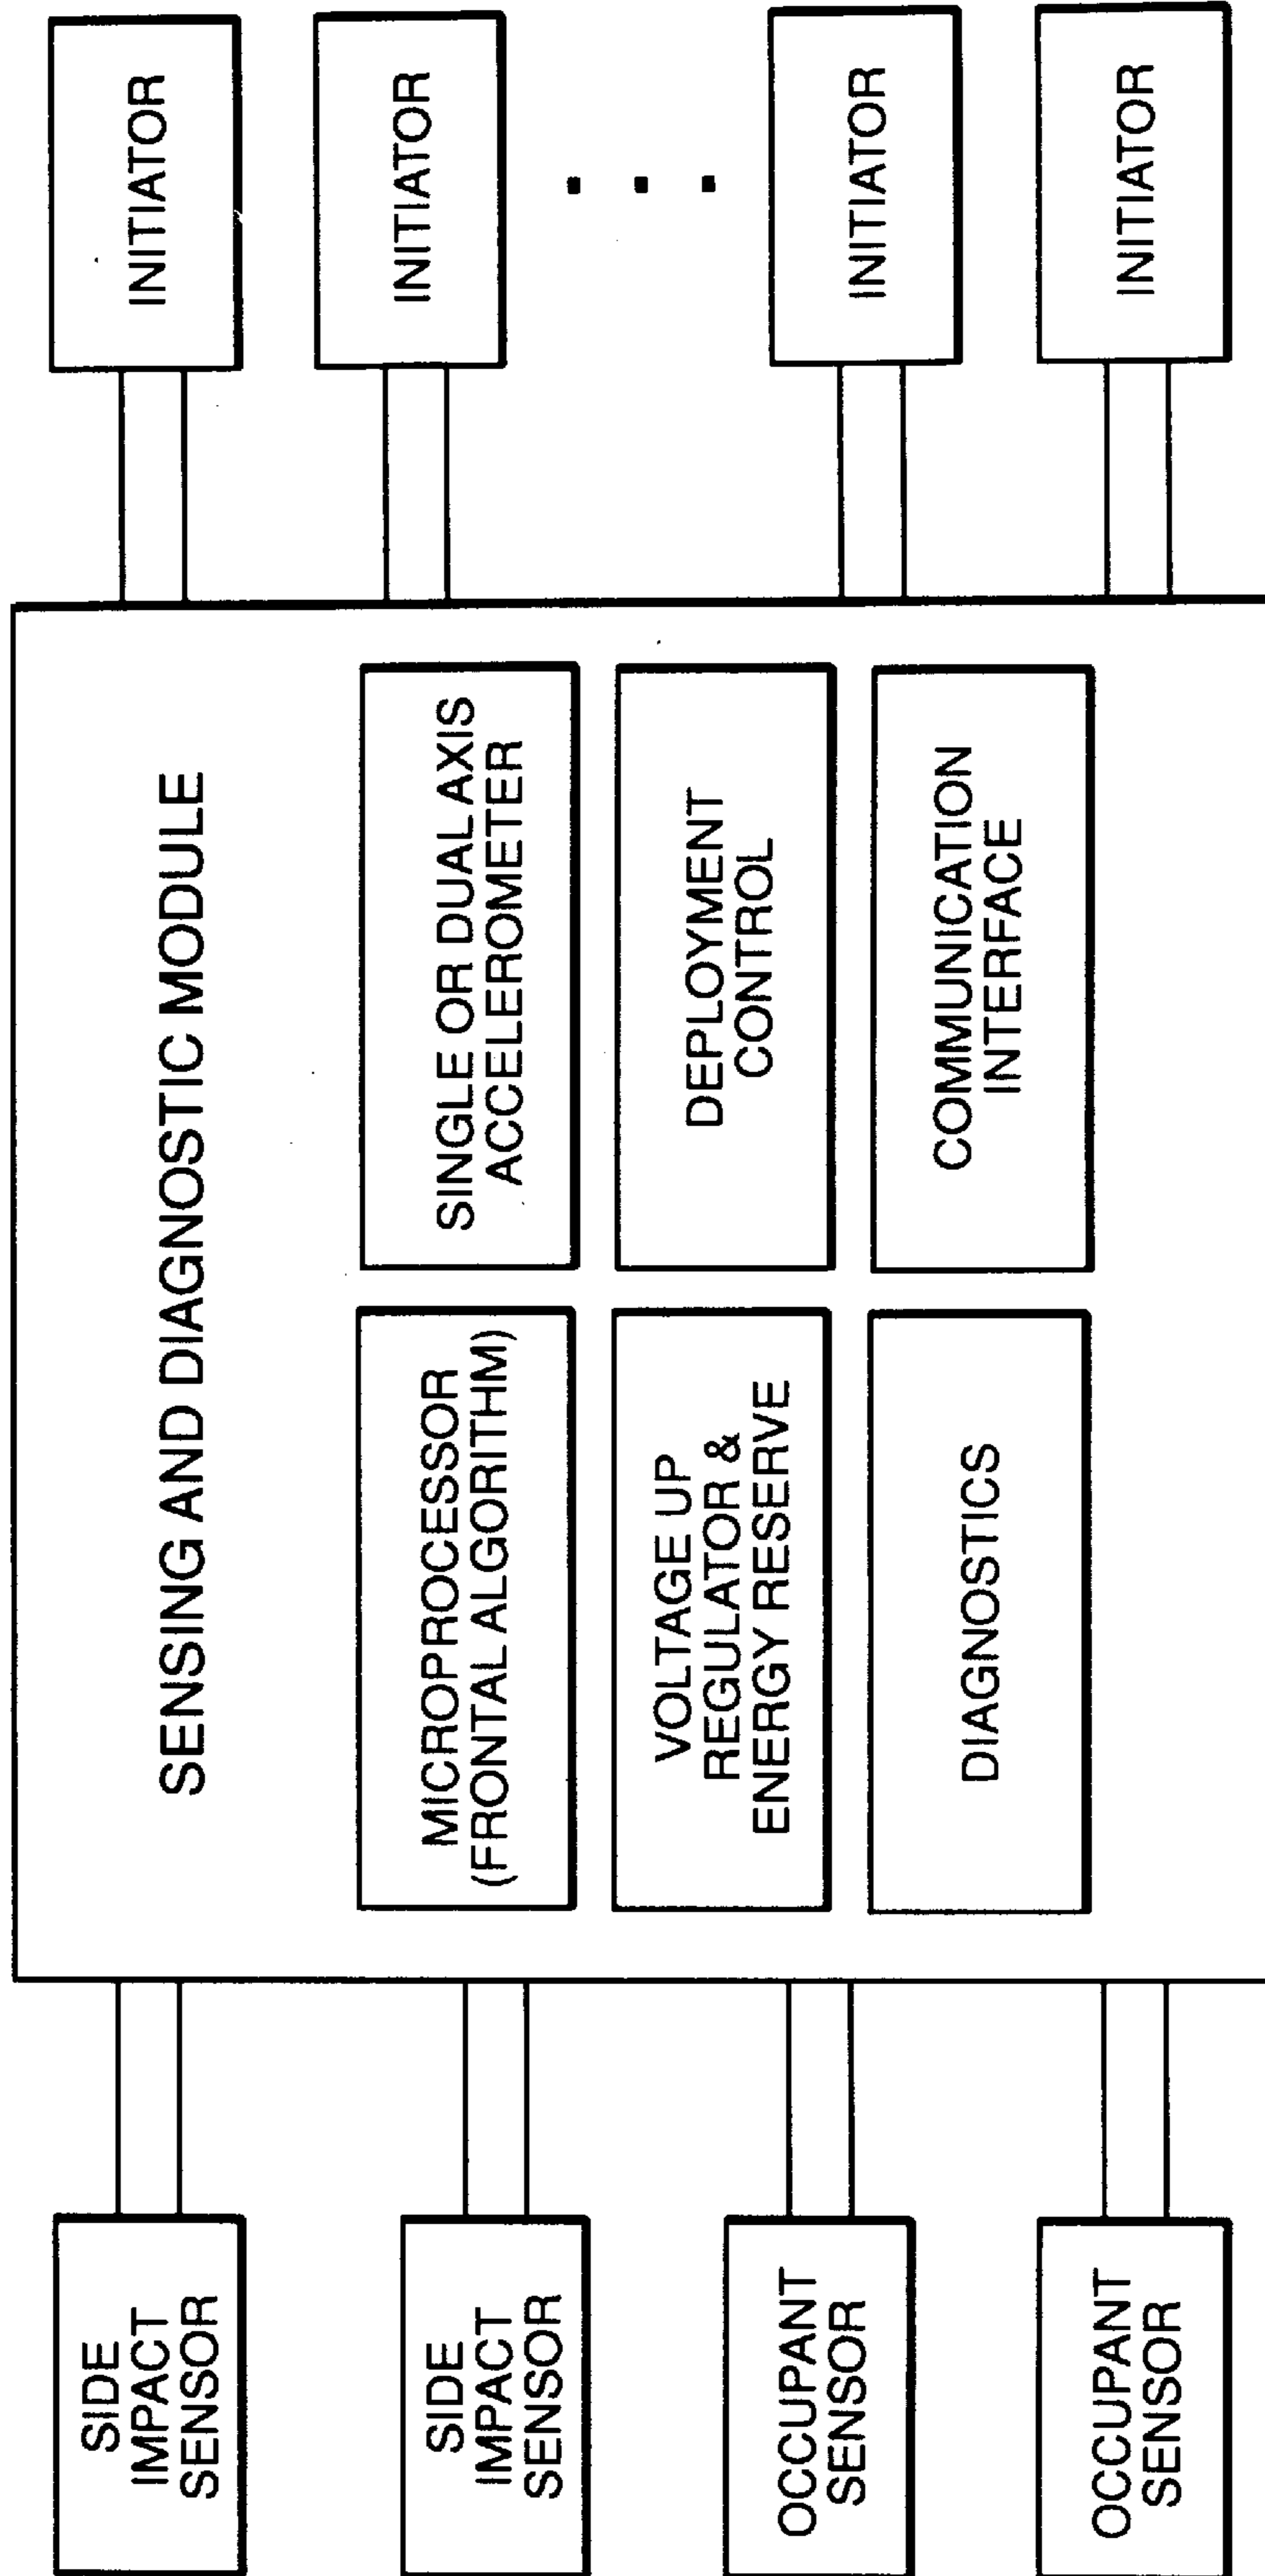 SENSING AND DIAGNOSTIC MODULE
SIDE
IMPACT
SENSOR
SIDE
IMPACT
SENSOR
OCCUPANT
SENSOR
OCCUPANT
SENSOR
MICROPROCESSOR
(FRONTAL ALGORITHM)
SINGLE OR DUAL AXIS
ACCELEROMETER
VOLTAGE UP
REGULATOR &
ENERGY RESERVE
DEPLOYMENT
CONTROL
DIAGNOSTICS
COMMUNICATION
INTERFACE
INITIATOR
INITIATOR
INITIATOR
INITIATOR